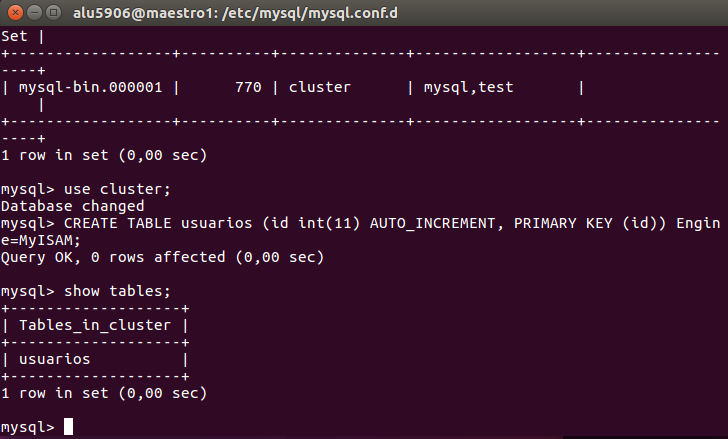 alu5906@maestro1: /etc/mysql/mysql.conf.d
Set |
+------------------+----------+--------------+------------------+---------------
----+
| mysql-bin.000001 |      770 | cluster      | mysql,test       |
    |
+------------------+----------+--------------+------------------+---------------
----+
1 row in set (0,00 sec)
mysql> use cluster;
Database changed
mysql> CREATE TABLE usuarios (id int(11) AUTO_INCREMENT, PRIMARY KEY (id)) Engin
e=MyISAM;
Query OK, 0 rows affected (0,00 sec)
mysql> show tables;
+-------------------+
| Tables_in_cluster |
+-------------------+
| usuarios          |
+-------------------+
1 row in set (0,00 sec)
mysql>